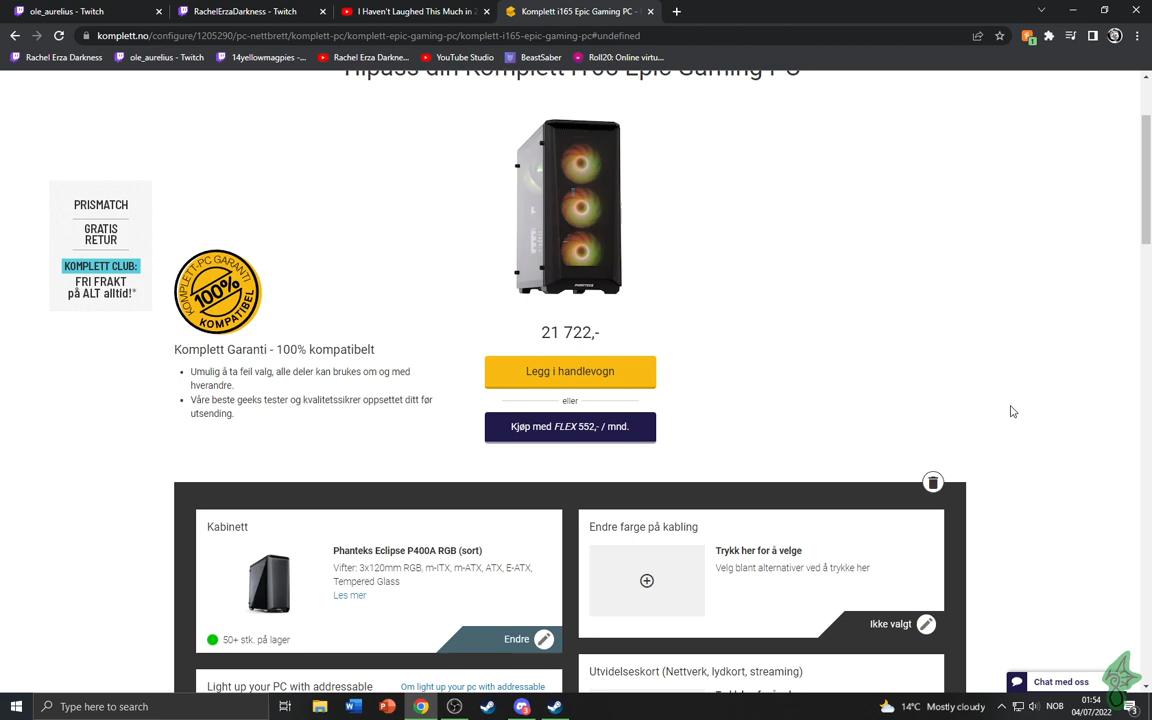 ole_aurelius - Twitch
RachelErzaDarkness - Twitch
I Haven't Laughed This Much in 2
Komplett i165 Epic Gaming PC -
komplett.no/configure/1205290/pc-nettbrett/komplett-pc/komplett-epic-gaming-pc/komplett-i165-epic-gaming-pc#undefined
Rachel Erza Darkness
ole_aurelius - Twitch
14yellowmagpies -...
Rachel Erza Darkne...
YouTube Studio
BeastSaber
Roll20: Online virtu...
Tilpass din Komplett i165 Epic Gaming PC
PRISMATCH
GRATIS
RETUR
KOMPLETT CLUB:
FRI FRAKT
på ALT alltid!*
KOMPLETT-PC GARANTI
100%
KOMPATIBEL
PHANTEKS
21 722,-
Komplett Garanti - 100% kompatibelt
Umulig å ta feil valg, alle deler kan brukes om og med
hverandre.
Våre beste geeks tester og kvalitetssikrer oppsettet ditt før
utsending.
Legg i handlevogn
eller
Kjøp med FLEX 552,- / mnd.
Kabinett
Phanteks Eclipse P400A RGB (sort)
Vifter: 3x120mm RGB, m-ITX, m-ATX, ATX, E-ATX,
Tempered Glass
Les mer
50+ stk. på lager
Endre
Endre farge på kabling
Trykk her for å velge
Velg blant alternativer ved å trykke her
Ikke valgt
Light up your PC with addressable
Om light up your pc with addressable
Utvidelseskort (Nettverk, lydkort, streaming)
Chat med oss
Type here to search
14°C Mostly cloudy
NOB
01:54
04/07/2022
3